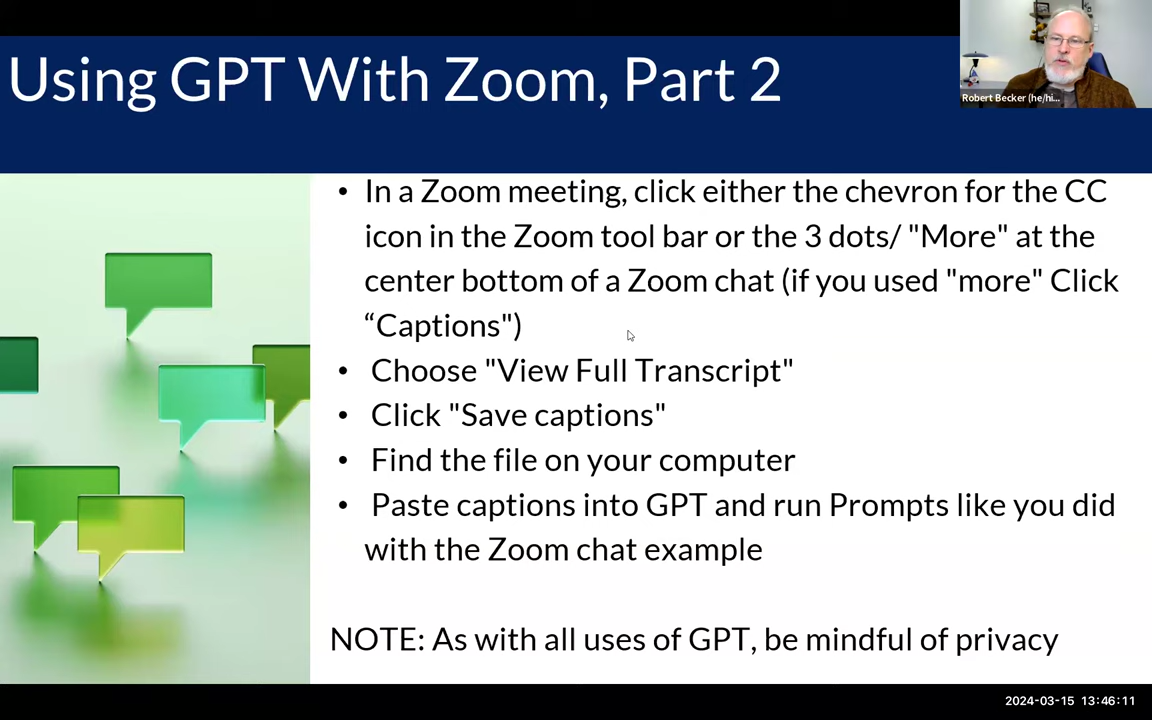 Using GPT With Zoom, Part 2
Robert Becker (he/hi...
• In a Zoom meeting, click either the chevron for the CC
icon in the Zoom tool bar or the 3 dots/ "More" at the
center bottom of a Zoom chat (if you used "more" Click
“Captions")
• Choose "View Full Transcript"
• Click "Save captions"
• Find the file on your computer
• Paste captions into GPT and run Prompts like you did
with the Zoom chat example
NOTE: As with all uses of GPT, be mindful of privacy
2024-03-15 13:46:11